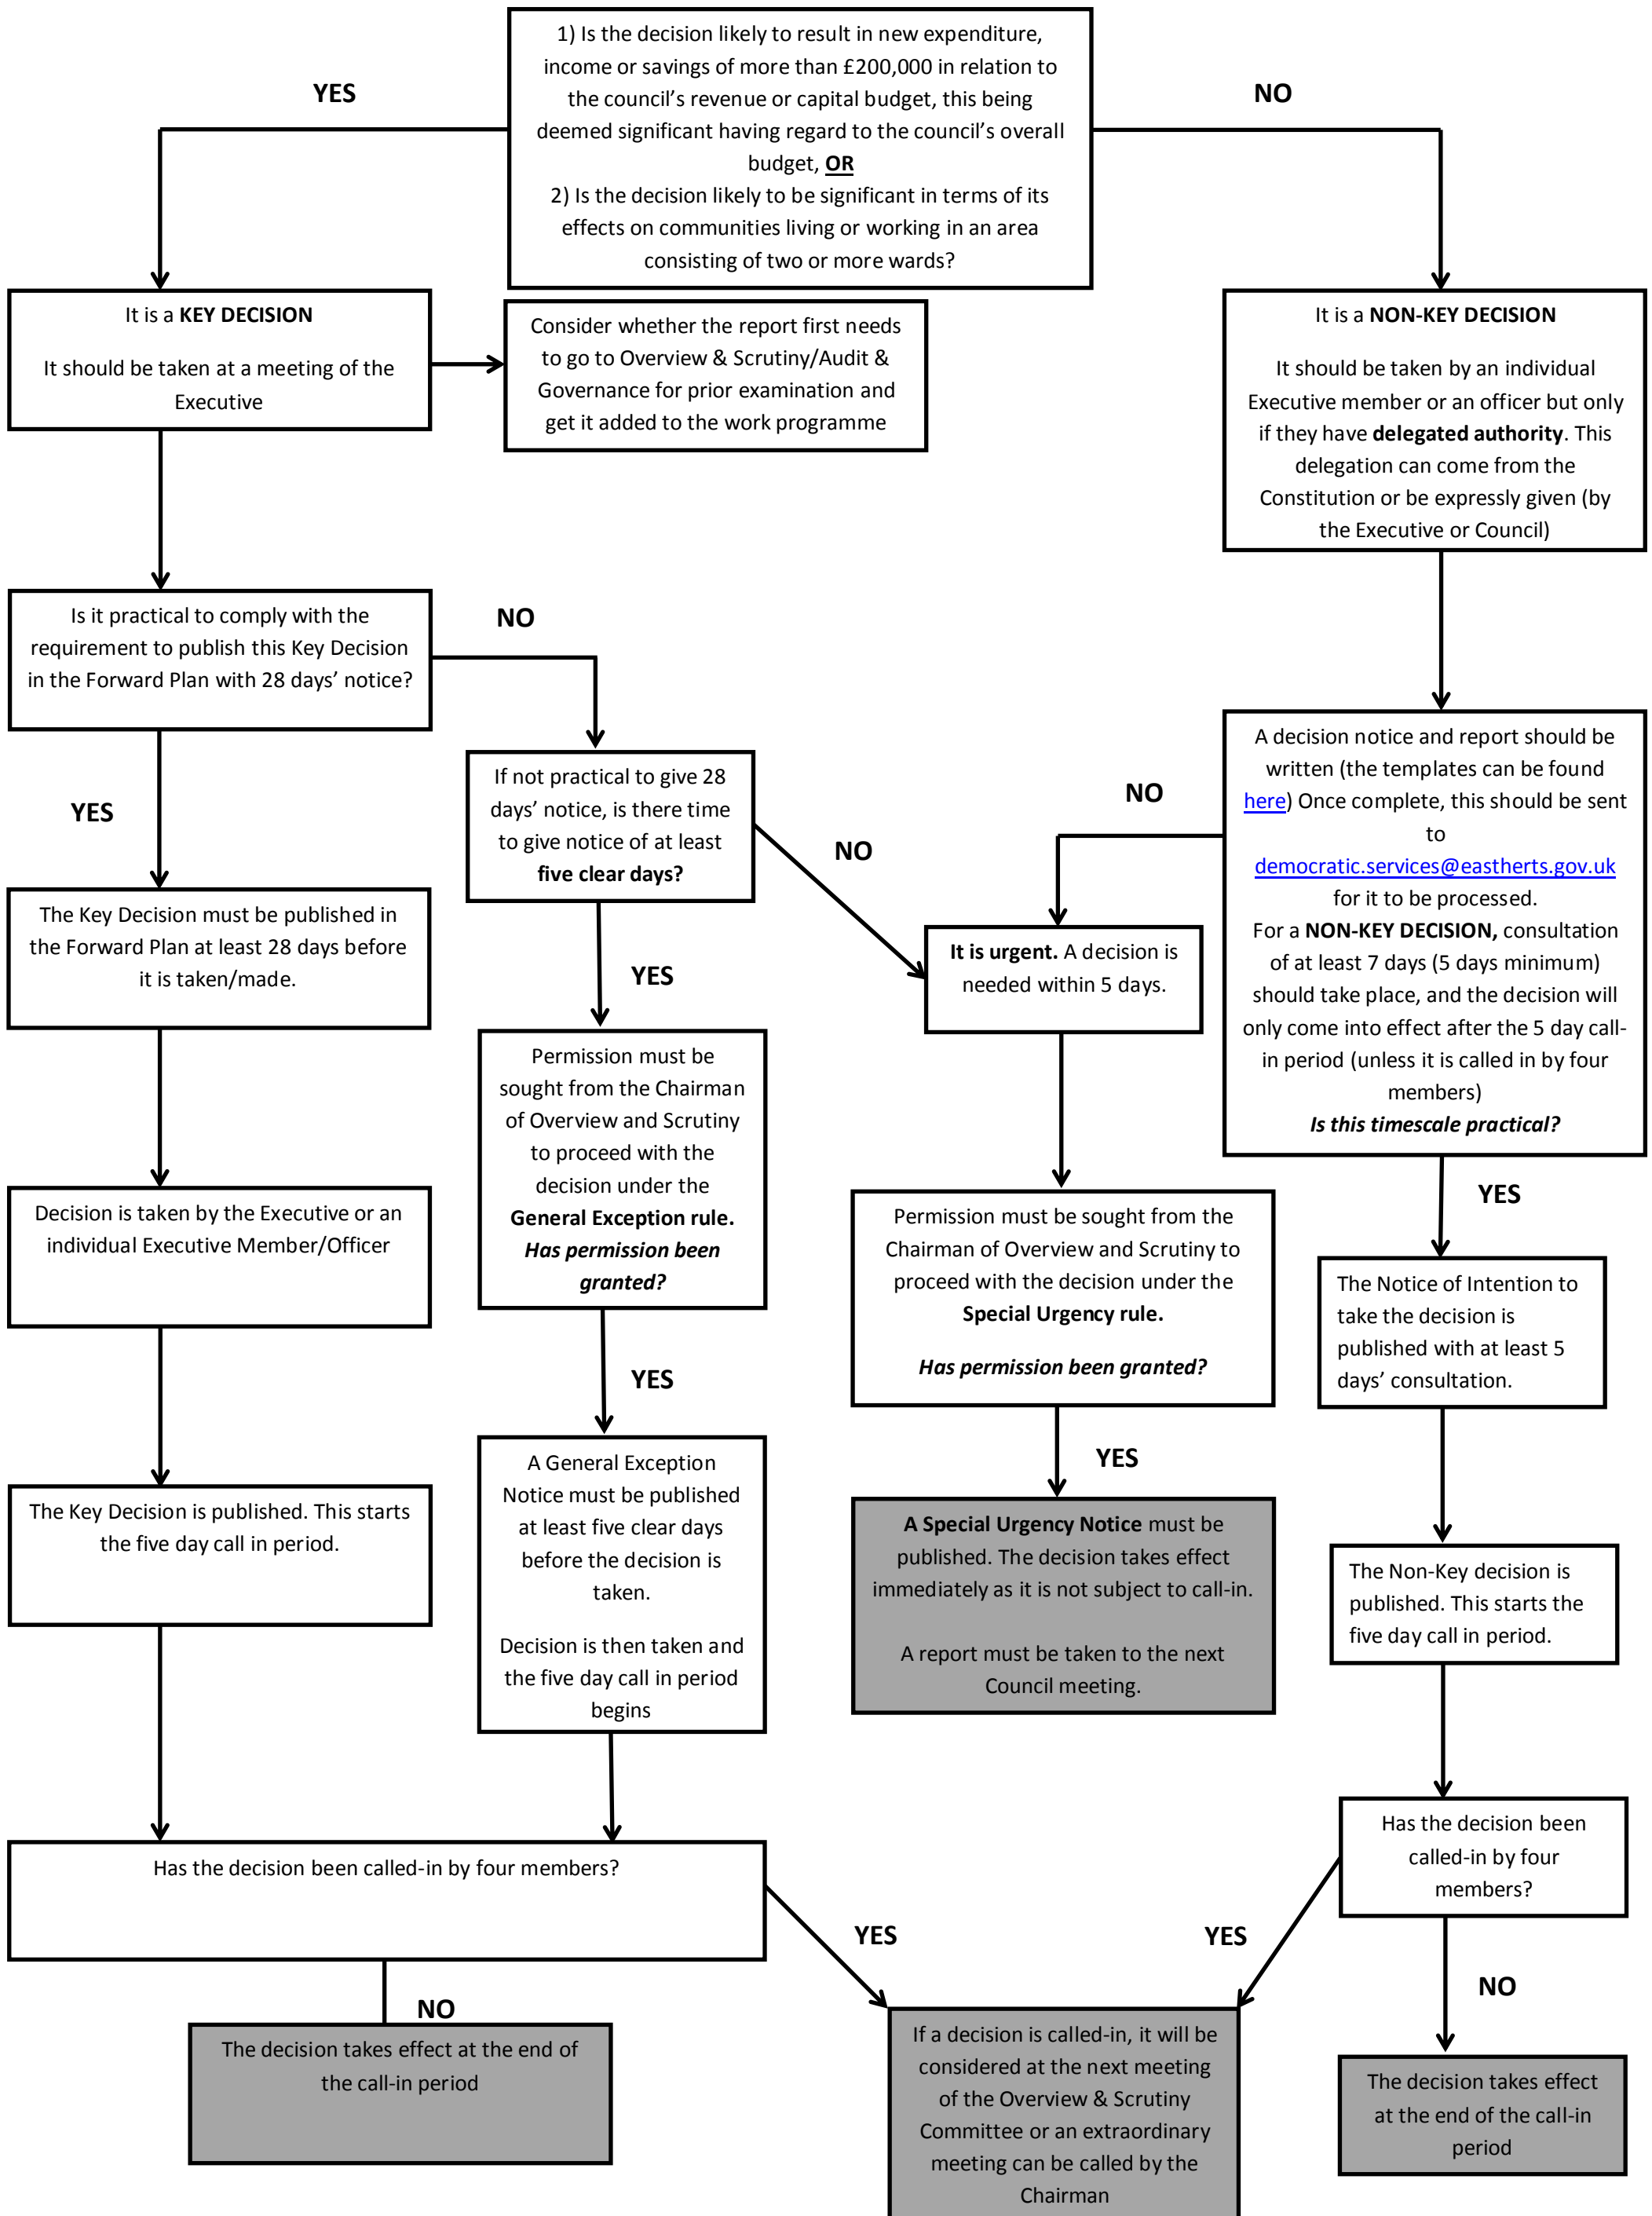 1) Is the decision likely to result in new expenditure,
income or savings of more than £200,000 in relation to
the council’s revenue or capital budget, this being
deemed significant having regard to the council’s overall
budget, OR
2) Is the decision likely to be significant in terms of its
effects on communities living or working in an area
consisting of two or more wards?
YES
NO
It is a KEY DECISION
It should be taken at a meeting of the
Executive
Consider whether the report first needs
to go to Overview & Scrutiny/Audit &
Governance for prior examination and
get it added to the work programme
It is a NON-KEY DECISION
It should be taken by an individual
Executive member or an officer but only
if they have delegated authority. This
delegation can come from the
Constitution or be expressly given (by
the Executive or Council)
Is it practical to comply with the
requirement to publish this Key Decision
in the Forward Plan with 28 days’ notice?
NO
YES
If not practical to give 28
days’ notice, is there time
to give notice of at least
five clear days?
NO
NO
A decision notice and report should be
written (the templates can be found
here) Once complete, this should be sent
to
democratic.services@eastherts.gov.uk
for it to be processed.
For a NON-KEY DECISION, consultation
of at least 7 days (5 days minimum)
should take place, and the decision will
only come into effect after the 5 day call-
in period (unless it is called in by four
members)
Is this timescale practical?
The Key Decision must be published in
the Forward Plan at least 28 days before
it is taken/made.
YES
It is urgent. A decision is
needed within 5 days.
Permission must be
sought from the Chairman
of Overview and Scrutiny
to proceed with the
decision under the
General Exception rule.
Has permission been
granted?
YES
Decision is taken by the Executive or an
individual Executive Member/Officer
Permission must be sought from the
Chairman of Overview and Scrutiny to
proceed with the decision under the
Special Urgency rule.
Has permission been granted?
The Notice of Intention to
take the decision is
published with at least 5
days’ consultation.
YES
YES
The Key Decision is published. This starts
the five day call in period.
A General Exception
Notice must be published
at least five clear days
before the decision is
taken.
Decision is then taken and
the five day call in period
begins
A Special Urgency Notice must be
published. The decision takes effect
immediately as it is not subject to call-in.
A report must be taken to the next
Council meeting.
The Non-Key decision is
published. This starts the
five day call in period.
Has the decision been called-in by four members?
Has the decision been
called-in by four
members?
YES
YES
NO
NO
The decision takes effect at the end of
the call-in period
If a decision is called-in, it will be
considered at the next meeting
of the Overview & Scrutiny
Committee or an extraordinary
meeting can be called by the
Chairman
The decision takes effect
at the end of the call-in
period